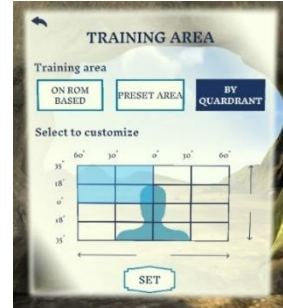 TRAINING AREA
Training area
ON ROM
BASED
PRESET AREA
BY
QUARDRANT
Select to customize
60° 30° 0° 30° 60°
35°
18°
0°
18°
35°
SET